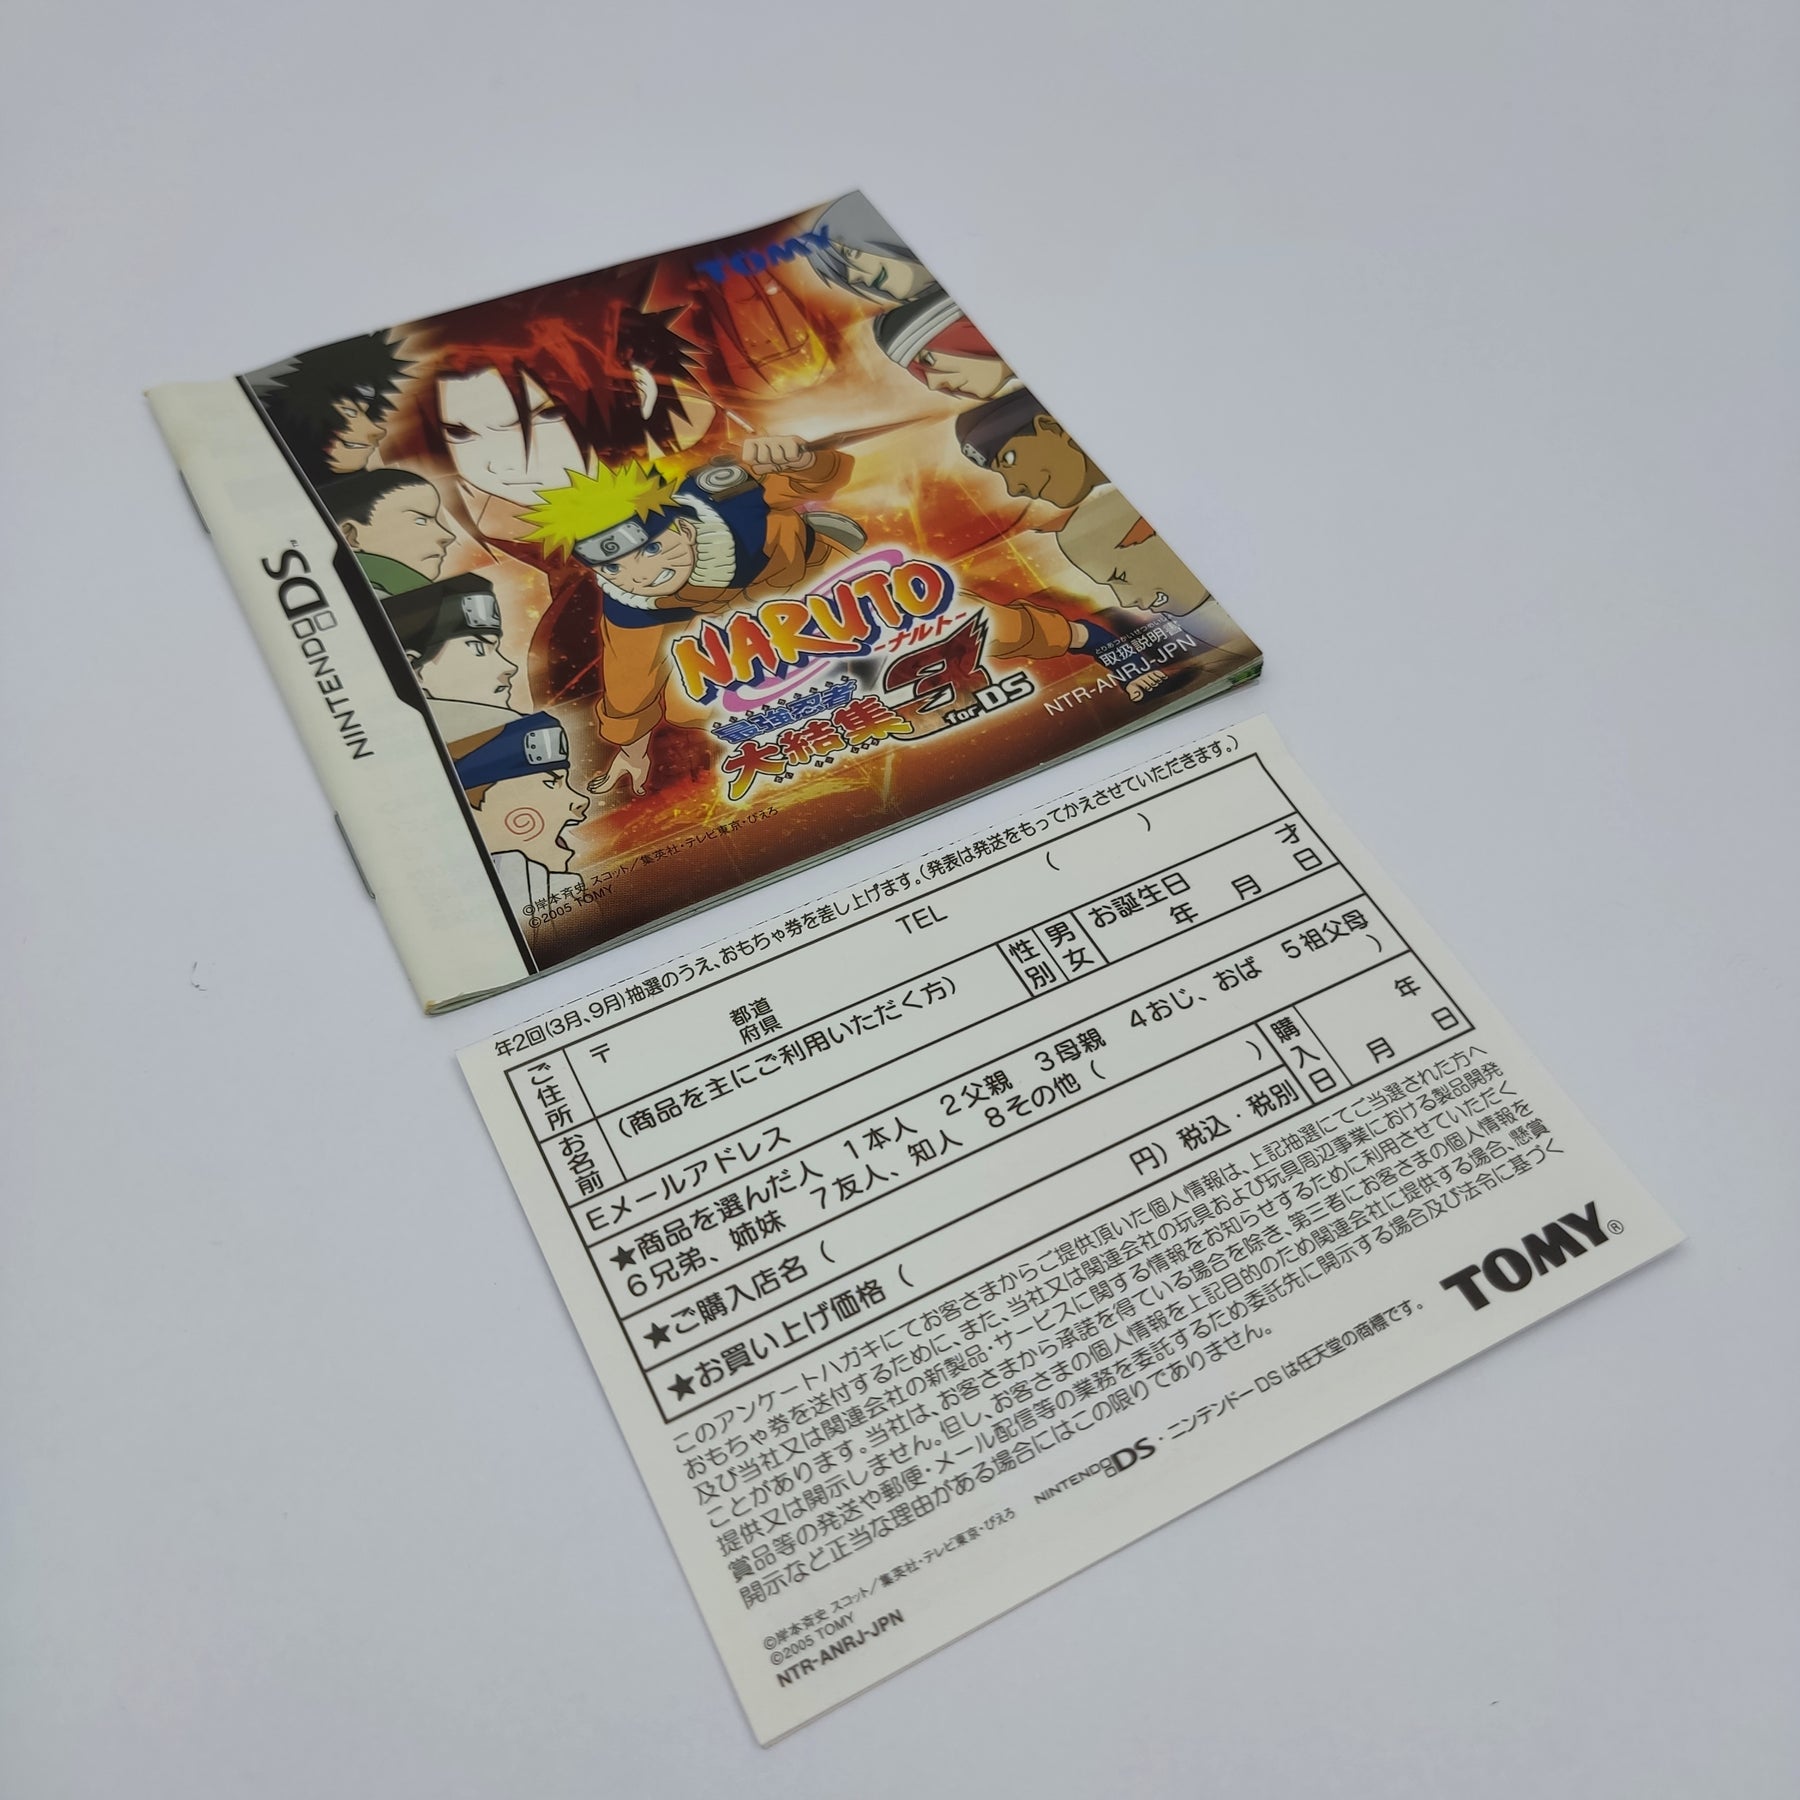 TOMY
NINTENDO DS™
NARUTO
-ナルト-
最強忍者
大結集3
for DS
とりあつかいせつめいしょ
取扱説明書
NTR-ANRJ-JPN
©岸本斉史 スコット／集英社・テレビ東京・ぴえろ
©2005 TOMY
年2回(3月、9月)抽選のうえ、おもちゃ券を差し上げます。(発表は発送をもってかえさせていただきます。)
ご住所
〒
都道
府県
TEL ( )
お名前
(商品を主にご利用いただく方)
性別
男
女
お誕生日 才
年 月 日
Eメールアドレス
★商品を選んだ人 1本人 2父親 3母親 4おじ、おば 5祖父母
6兄弟、姉妹 7友人、知人 8その他 ( )
★ご購入店名 ( )
購入日
年
月 日
★お買い上げ価格 ( 円) 税込・税別
このアンケートハガキにてお客さまからご提供頂いた個人情報は、上記抽選にてご当選された方へ
おもちゃ券を送付するために、また、当社又は関連会社の玩具および玩具周辺事業における製品開発
及び当社又は関連会社の新製品・サービスに関する情報をお知らせするために利用させていただく
ことがあります。当社は、お客さまから承諾を得ている場合を除き、第三者にお客さまの個人情報を
提供又は開示しません。但し、お客さまの個人情報を上記目的のため関連会社に提供する場合、懸賞
賞品等の発送や郵便・メール配信等の業務を委託するため委託先に開示する場合及び法令に基づく
開示など正当な理由がある場合にはこの限りでありません。
TOMY®
NINTENDO DS・ニンテンドーDSは任天堂の商標です。
©岸本斉史 スコット／集英社・テレビ東京・ぴえろ
©2005 TOMY
NTR-ANRJ-JPN